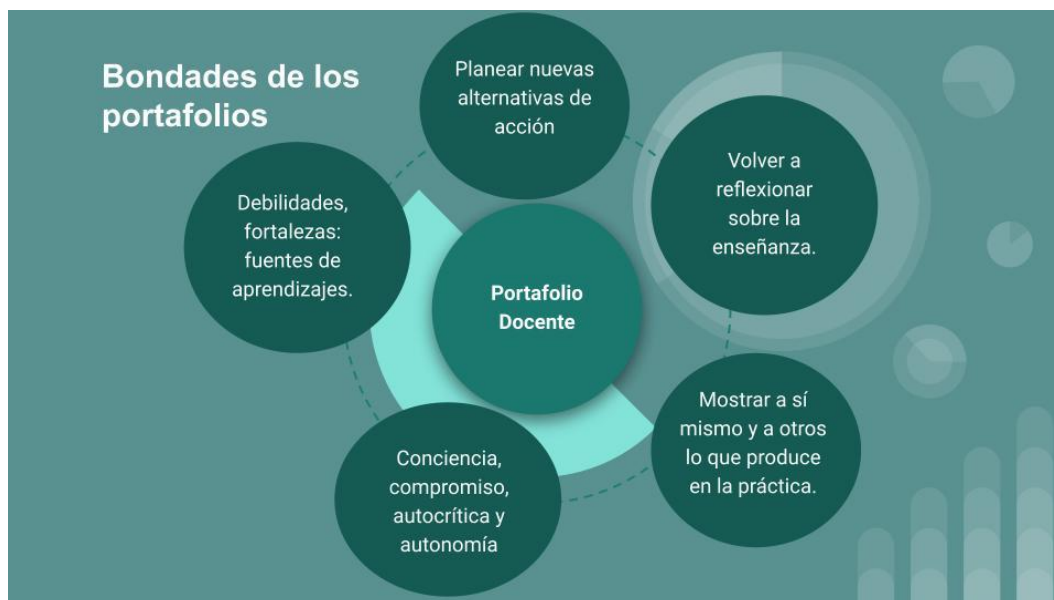 Bondades de los
portafolios
Planear nuevas
alternativas de
acción
Volver a
reflexionar
sobre la
enseñanza.
Debilidades,
fortalezas:
fuentes de
aprendizajes.
Portafolio
Docente
Mostrar a sí
mismo y a otros
lo que produce
en la práctica.
Conciencia,
compromiso,
autocrítica y
autonomía